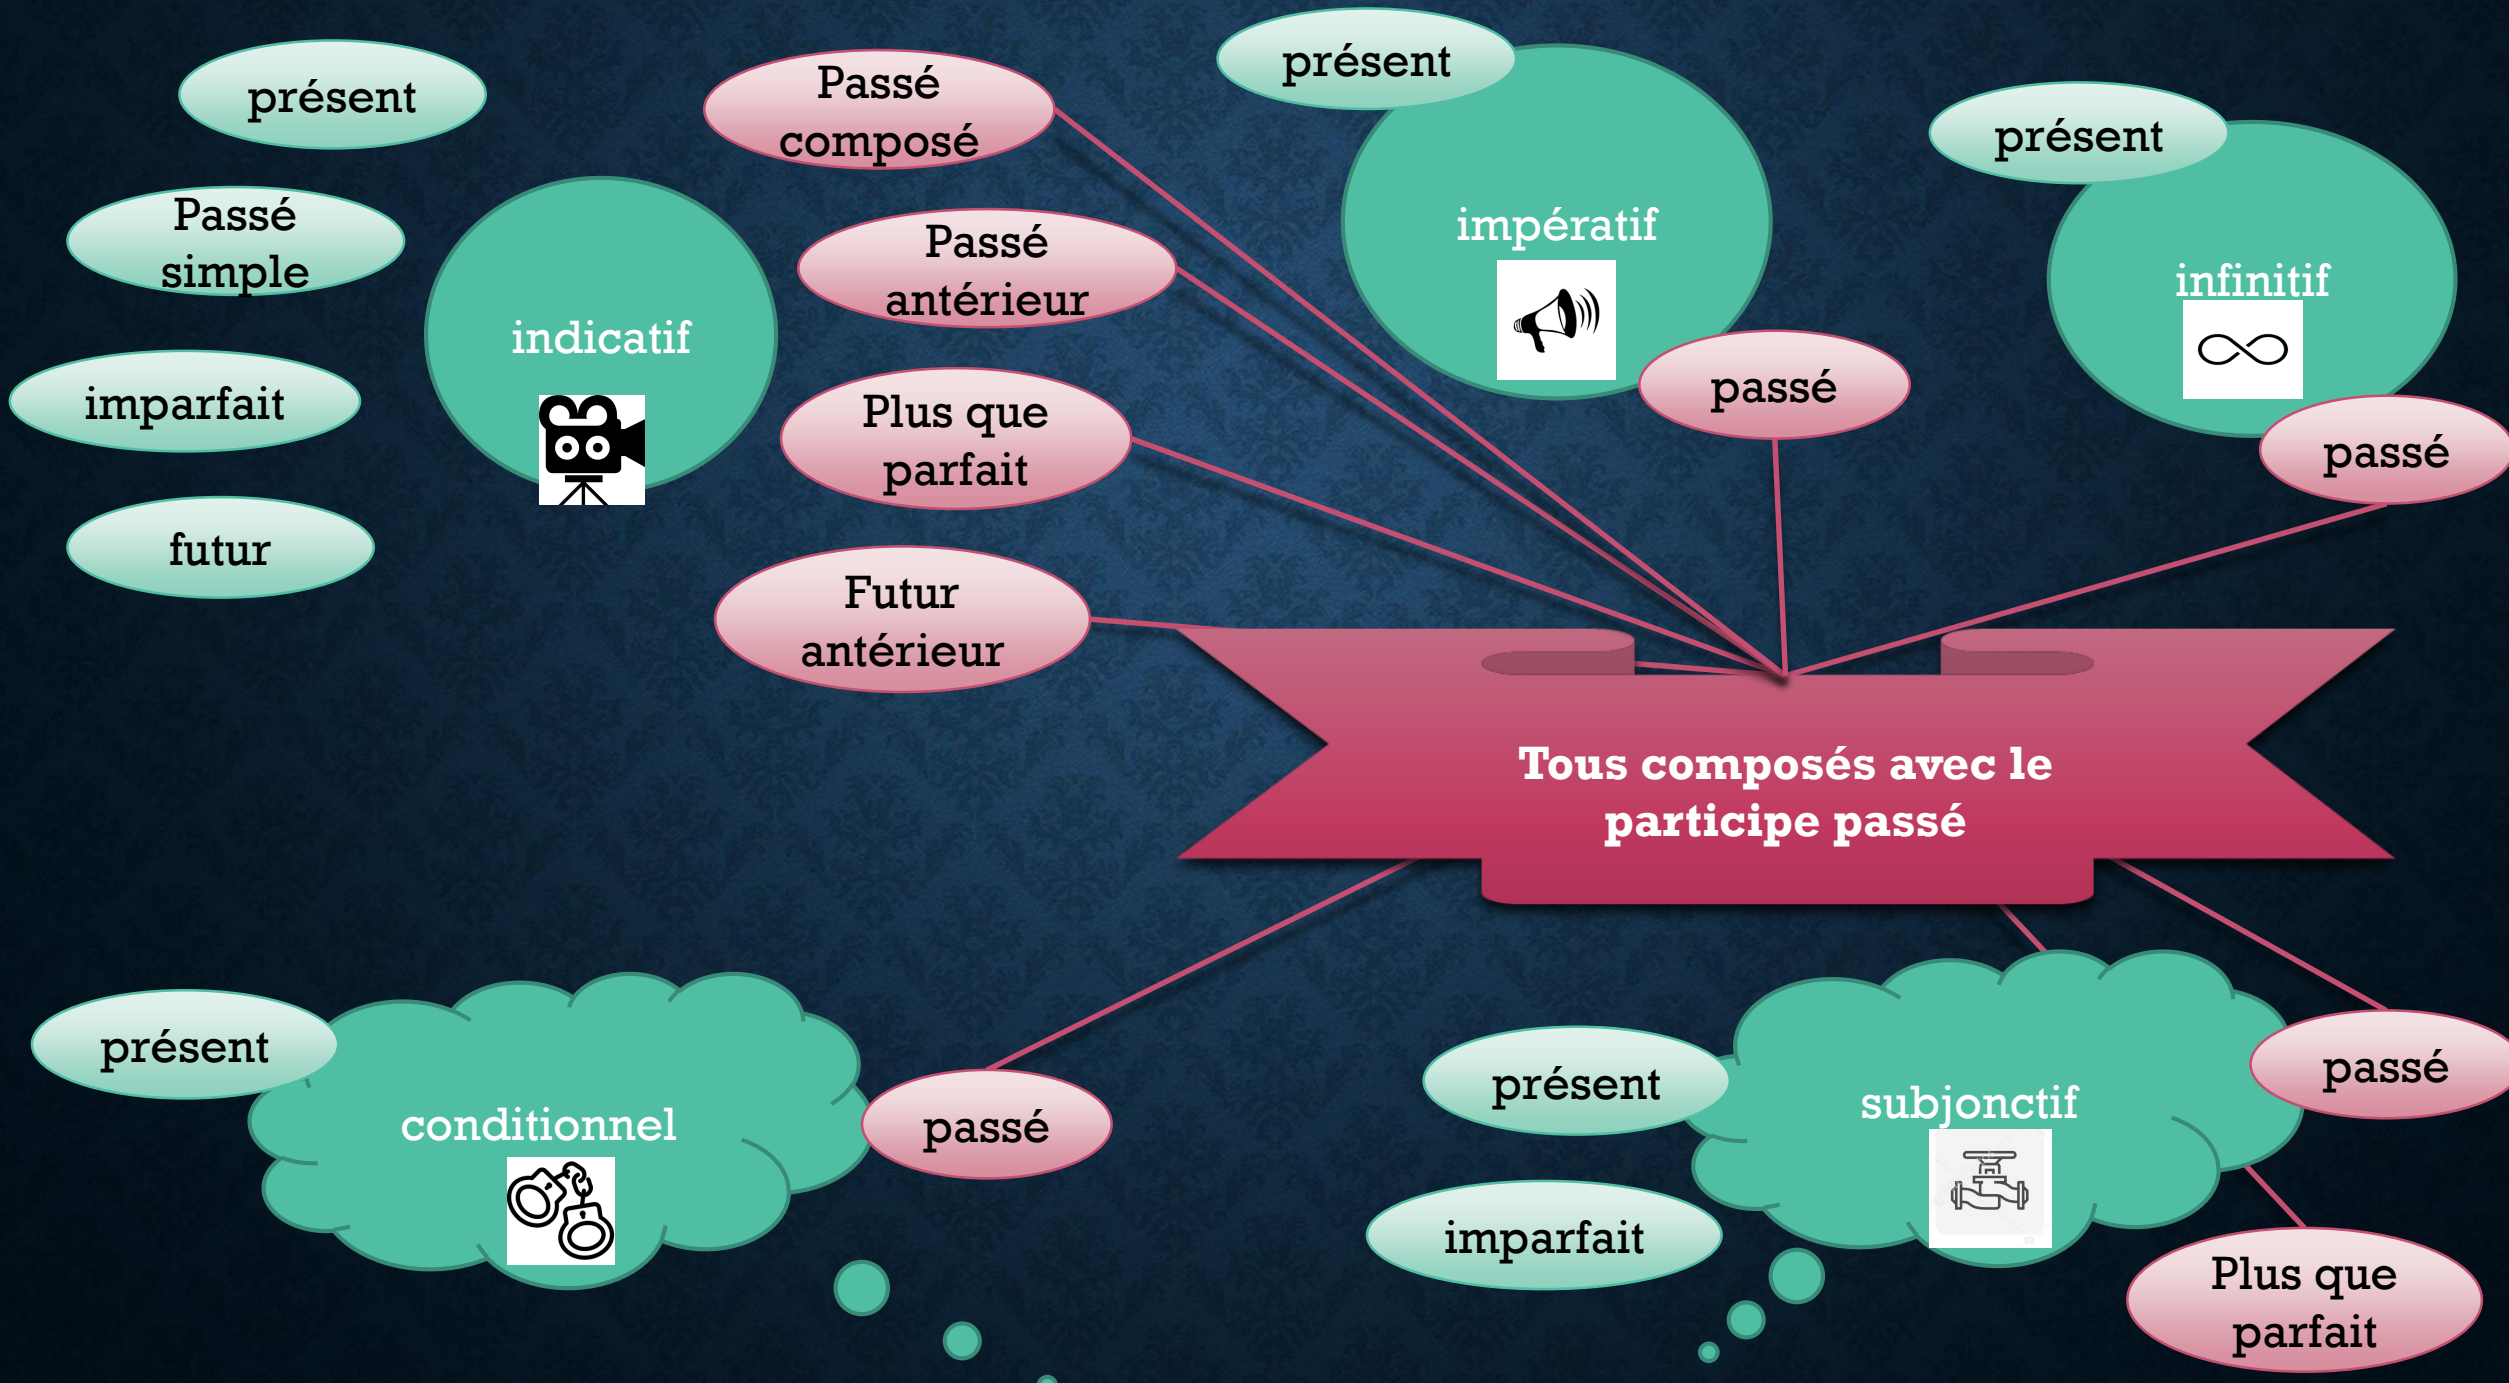 présent
Passé
simple
imparfait
futur
indicatif
Passé
composé
Passé
antérieur
Plus que
parfait
Futur
antérieur
présent
impératif
passé
présent
infinitif
passé
Tous composés avec le
participe passé
présent
conditionnel
passé
présent
imparfait
subjonctif
passé
Plus que
parfait